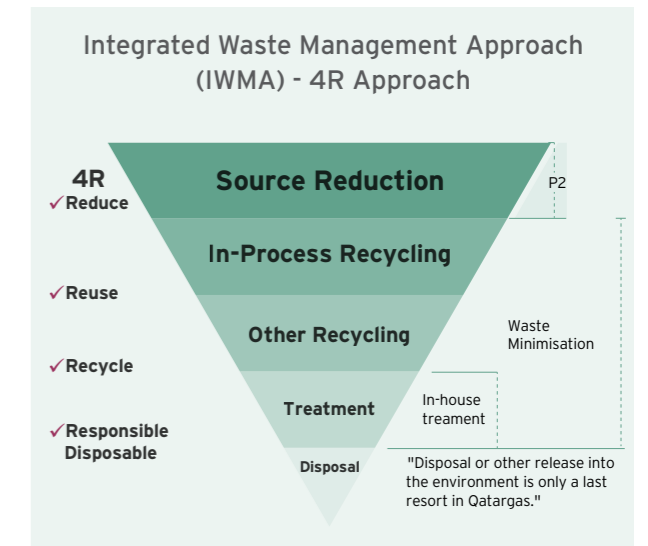 Integrated Waste Management Approach
(IWMA) - 4R Approach
4R
✓Reduce
Source Reduction
P2
In-Process Recycling
✓Reuse
Other Recycling
Waste
Minimisation
✓Recycle
Treatment
In-house
treament
✓Responsible
Disposable
Disposal
"Disposal or other release into
the environment is only a last
resort in Qatargas."